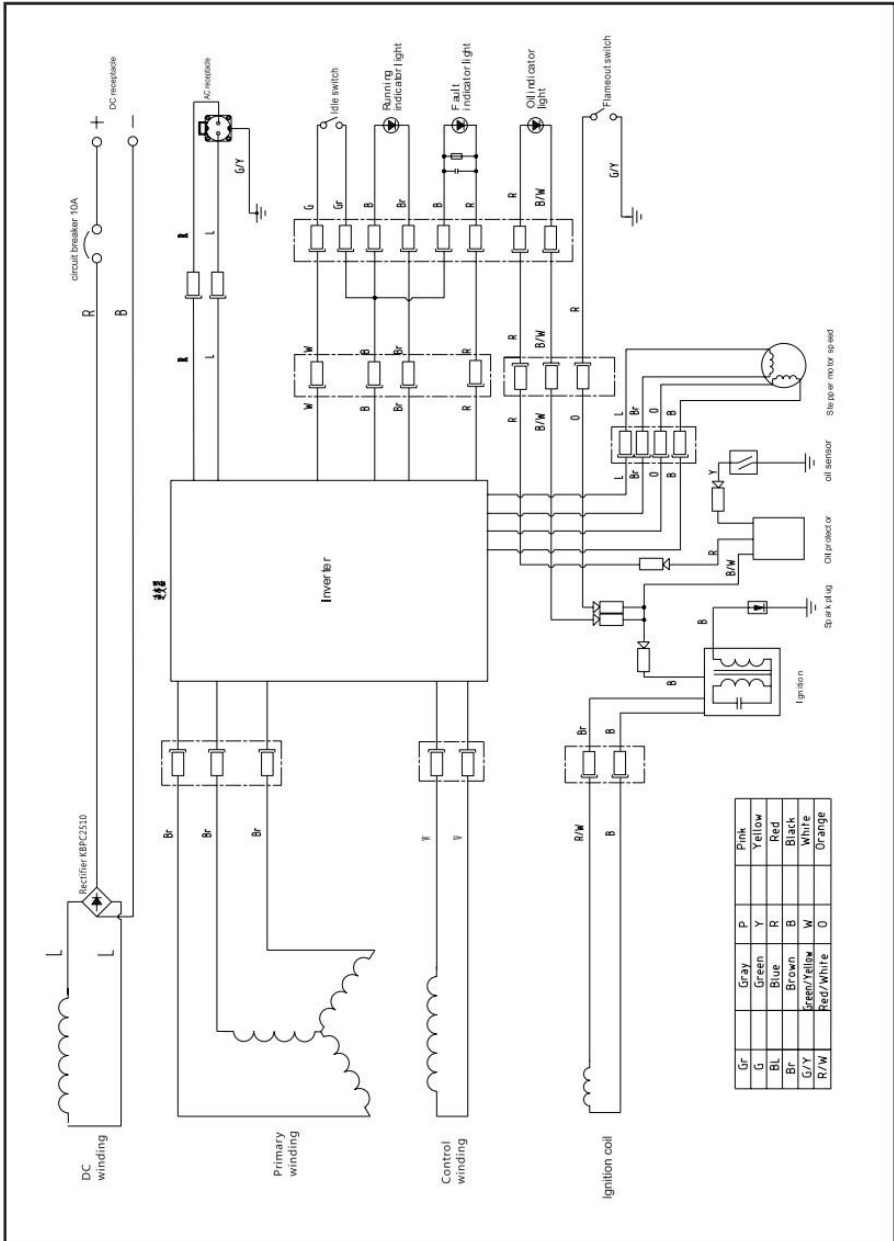 DC
winding
L
L
Rectifier KBPC2510
R
B
circuit breaker 10A
+
−
DC receptacle
Primary
winding
Br
Br
Br
Inverter
R
L
R
L
AC receptacle
G/Y
Control
winding
W
B
Br
R
W
B
Br
R
G
Gr
B
Br
B
R
Idle switch
Running
indicator light
Fault
indicator light
R
B/W
R
B/W
R
B/W
Oil indicator
light
O
R
G/Y
Flameout switch
Ignition coil
R/W
B
Br
B
B
Ignition
B
Spark plug
B/W
R
Oil protector
Y
oil sensor
L
Br
O
B
L
Br
O
B
Stepper motor speed
Gr Gray P Pink
G Green Y Yellow
BL Blue R Red
Br Brown B Black
G/Y Green/Yellow W White
R/W Red/White O Orange